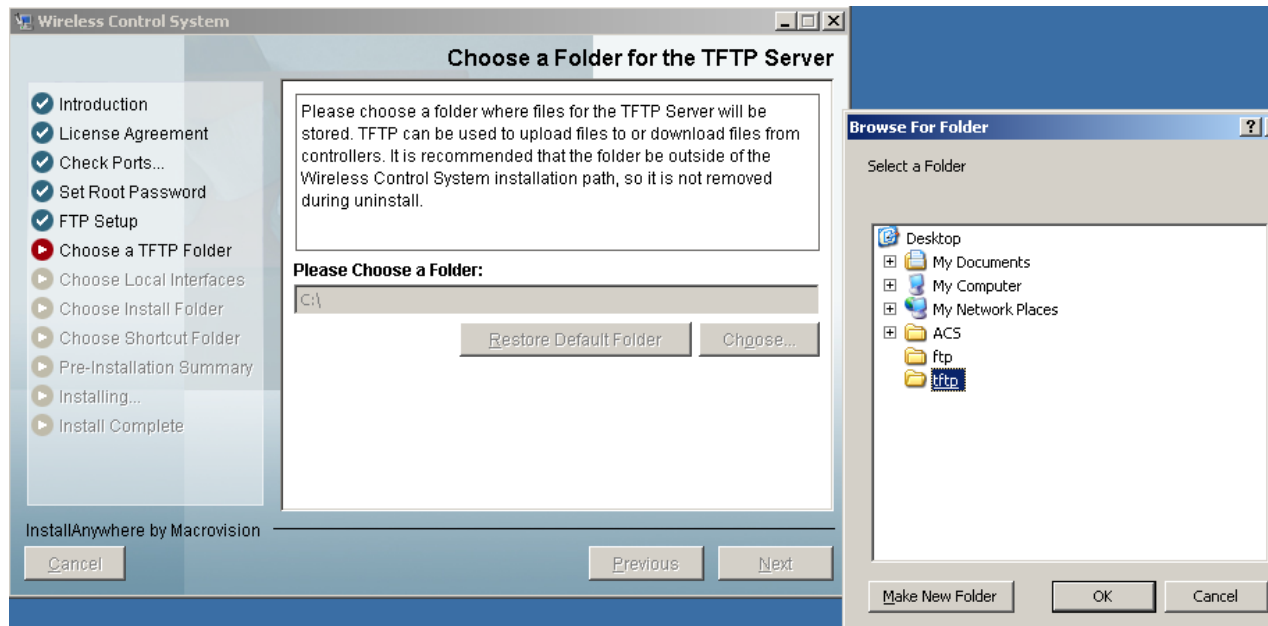 Wireless Control System
Choose a Folder for the TFTP Server
Introduction
License Agreement
Check Ports...
Set Root Password
FTP Setup
Choose a TFTP Folder
Choose Local Interfaces
Choose Install Folder
Choose Shortcut Folder
Pre-Installation Summary
Installing...
Install Complete
Please choose a folder where files for the TFTP Server will be
stored. TFTP can be used to upload files to or download files from
controllers. It is recommended that the folder be outside of the
Wireless Control System installation path, so it is not removed
during uninstall.
Please Choose a Folder:
C:\
Restore Default Folder
Choose...
InstallAnywhere by Macrovision
Cancel
Previous
Next
Browse For Folder
?
Select a Folder
Desktop
My Documents
My Computer
My Network Places
ACS
ftp
tftp
Make New Folder
OK
Cancel